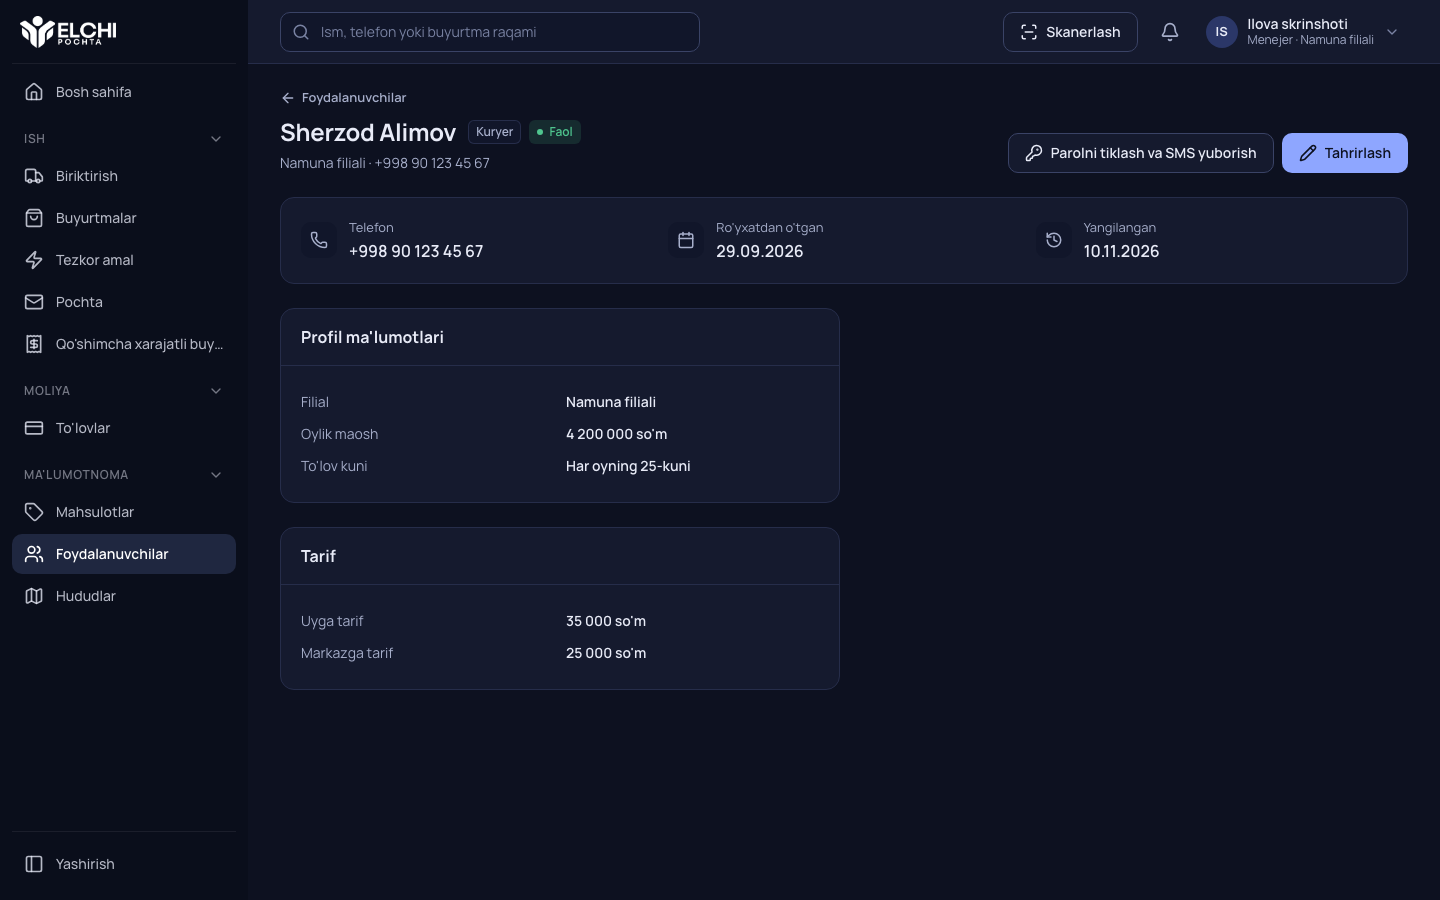 ELCHI
POCHTA
Ism, telefon yoki buyurtma raqami
Skanerlash
IS
Ilova skrinshoti
Menejer · Namuna filiali
Bosh sahifa
ISH
Biriktirish
Buyurtmalar
Tezkor amal
Pochta
Qo'shimcha xarajatli buy...
MOLIYA
To'lovlar
MA'LUMOTNOMA
Mahsulotlar
Foydalanuvchilar
Hududlar
Yashirish
Foydalanuvchilar
Sherzod Alimov Kuryer Faol
Namuna filiali · +998 90 123 45 67
Parolni tiklash va SMS yuborish
Tahrirlash
Telefon
+998 90 123 45 67
Ro'yxatdan o'tgan
29.09.2026
Yangilangan
10.11.2026
Profil ma'lumotlari
Filial Namuna filiali
Oylik maosh 4 200 000 so'm
To'lov kuni Har oyning 25-kuni
Tarif
Uyga tarif 35 000 so'm
Markazga tarif 25 000 so'm